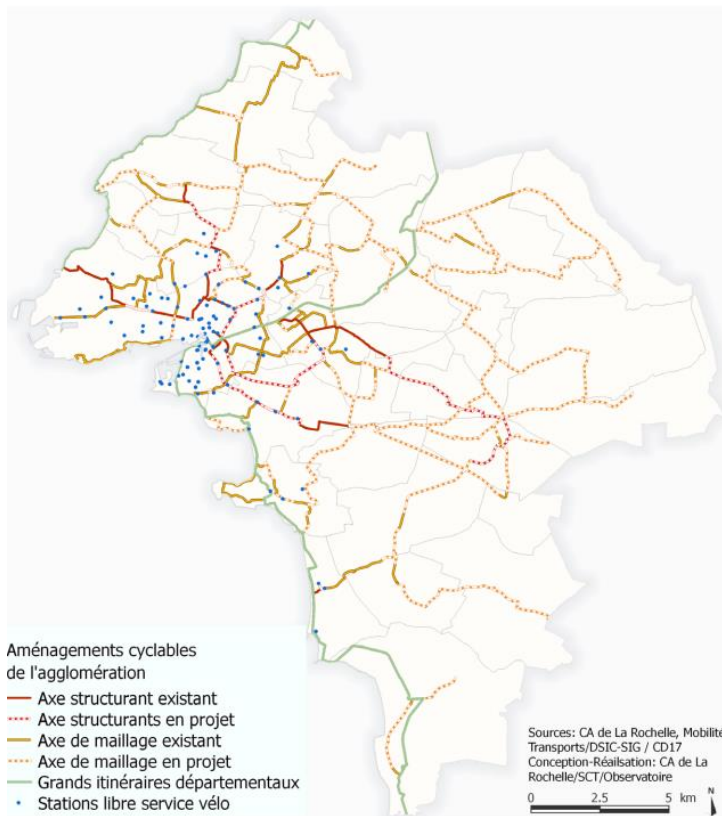 Aménagements cyclables
de l'agglomération
Axe structurant existant
Axe structurants en projet
Axe de maillage existant
Axe de maillage en projet
Grands itinéraires départementaux
Stations libre service vélo
Sources: CA de La Rochelle, Mobilité
Transports/DSIC-SIG / CD17
Conception-Réailsation: CA de La
Rochelle/SCT/Observatoire
0 2.5 5 km
N